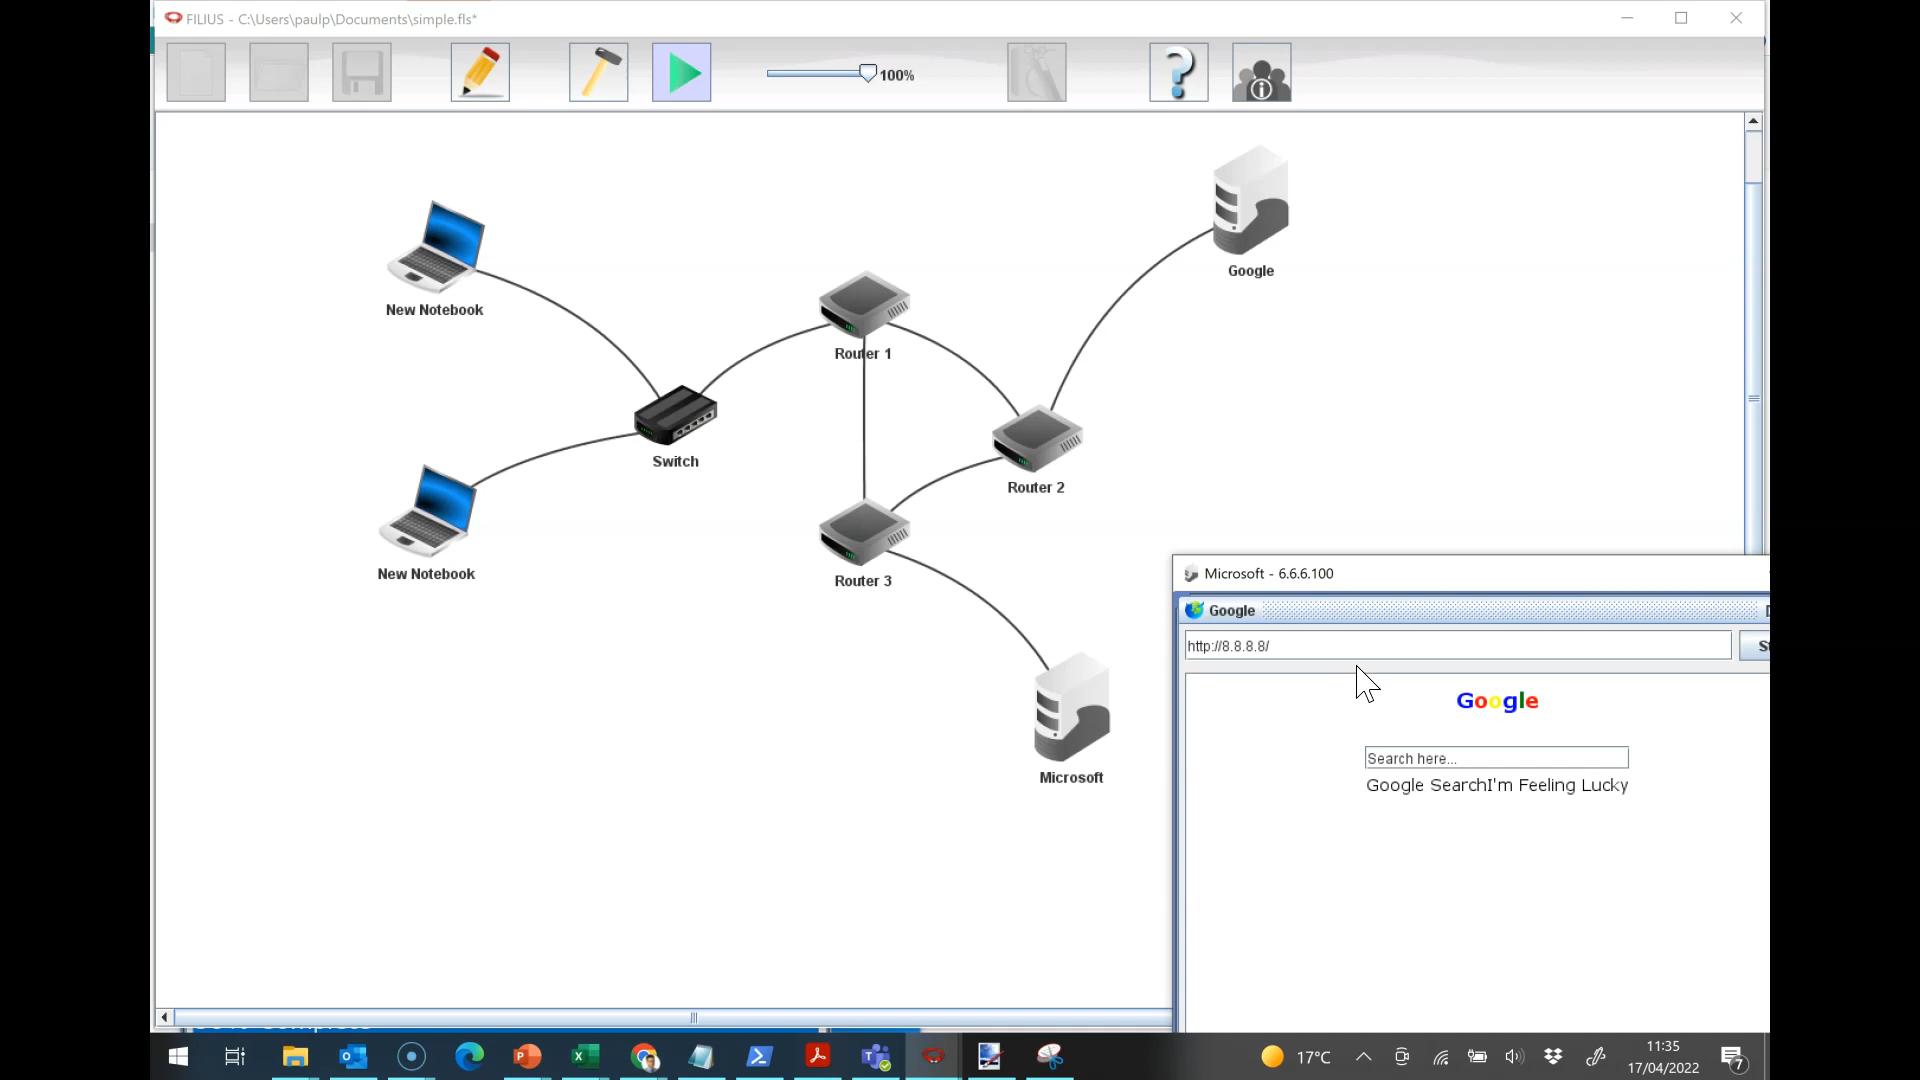 FILIUS - C:\Users\paulp\Documents\simple.fls*
100%
Google
New Notebook
Router 1
Switch
Router 2
New Notebook
Router 3
Microsoft
Microsoft - 6.6.6.100
Google
http://8.8.8.8/
Google
Search here...
Google SearchI'm Feeling Lucky
17°C
11:35
17/04/2022
7